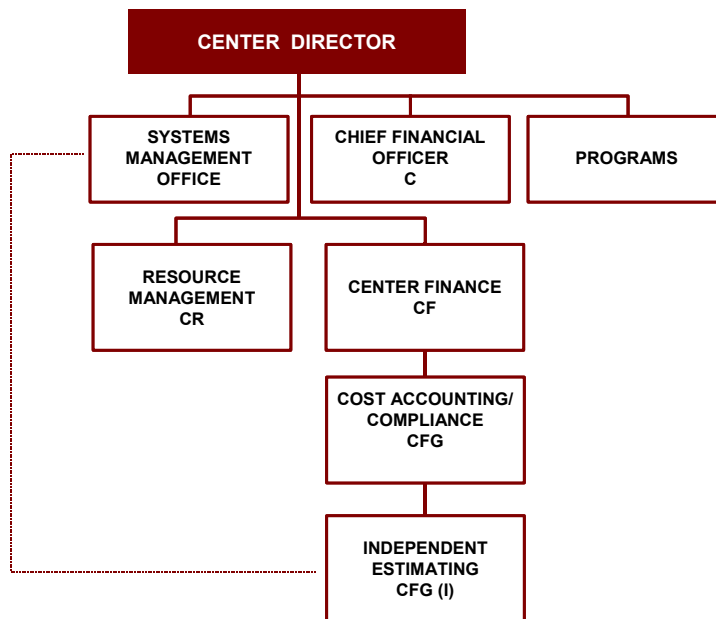 CENTER DIRECTOR
SYSTEMS
MANAGEMENT
OFFICE
CHIEF FINANCIAL
OFFICER
C
PROGRAMS
RESOURCE
MANAGEMENT
CR
CENTER FINANCE
CF
COST ACCOUNTING/
COMPLIANCE
CFG
INDEPENDENT
ESTIMATING
CFG (I)